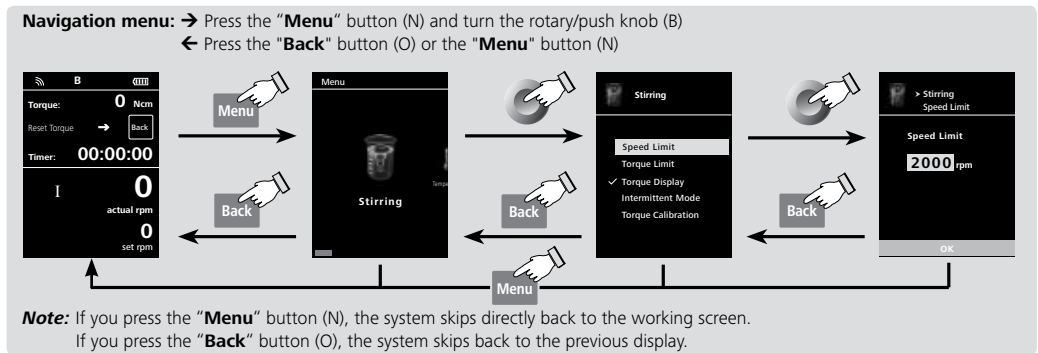 Navigation menu: → Press the “Menu“ button (N) and turn the rotary/push knob (B)
← Press the "Back" button (O) or the "Menu" button (N)
B
Torque: 0 Ncm
Reset Torque → Back
Timer: 00:00:00
I 0
actual rpm
0
set rpm
Menu
Back
Menu
Tempe
Stirring
Back
Stirring
Speed Limit
Torque Limit
✓ Torque Display
Intermittent Mode
Torque Calibration
Back
> Stirring
Speed Limit
Speed Limit
2000 rpm
OK
Menu
Note: If you press the “Menu“ button (N), the system skips directly back to the working screen.
If you press the “Back“ button (O), the system skips back to the previous display.